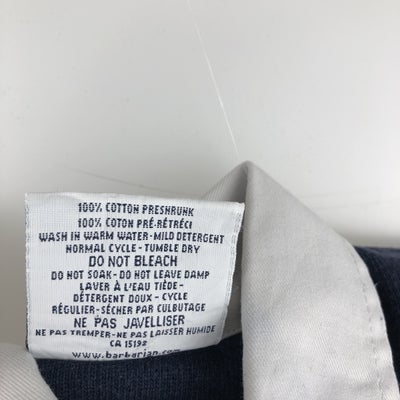 100% COTTON PRESHRUNK
100% COTON PRÉ-RÉTRÉCI
WASH IN WARM WATER-MILD DETERGENT
NORMAL CYCLE-TUMBLE DRY
DO NOT BLEACH
DO NOT SOAK-DO NOT LEAVE DAMP
LAVER À L'EAU TIÈDE-
DÉTERGENT DOUX-CYCLE
RÉGULIER-SÉCHER PAR CULBUTAGE
NE PAS JAVELLISER
NE PAS TREMPER-NE PAS LAISSER HUMIDE
CA 15192
www.barbarian.com